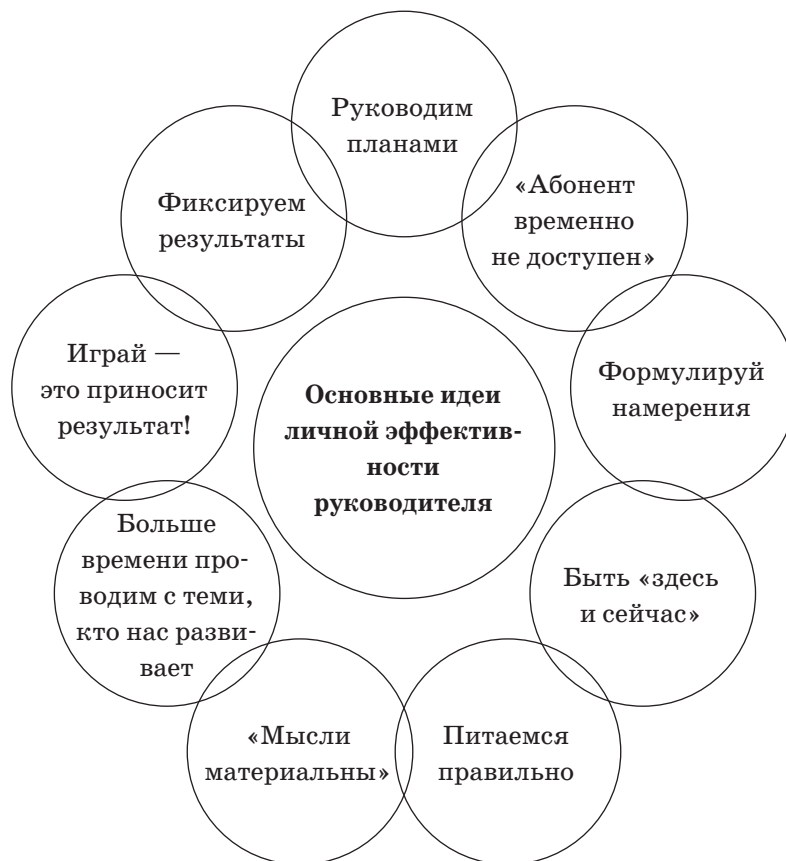 Руководим
планами
«Абонент
временно
не доступен»
Формулируй
намерения
Быть «здесь
и сейчас»
Питаемся
правильно
«Мысли
материальны»
Больше
времени про-
водим с теми,
кто нас разви-
вает
Играй —
это приносит
результат!
Фиксируем
результаты
Основные идеи
личной эффектив-
ности
руководителя